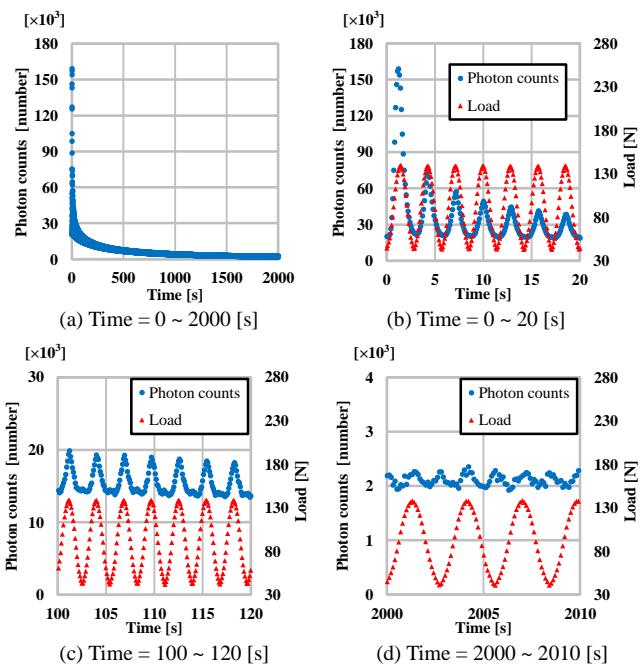 [×10³]
180
150
120
90
60
30
0
Photon counts [number]
0 500 1000 1500 2000
Time [s]
(a) Time = 0 ~ 2000 [s]
[×10³]
180
150
120
90
60
30
0
Photon counts [number]
Photon counts
Load
280
230
180
130
80
30
Load [N]
0 5 10 15 20
Time [s]
(b) Time = 0 ~ 20 [s]
[×10³]
30
20
10
0
Photon counts [number]
Photon counts
Load
280
230
180
130
80
30
Load [N]
100 105 110 115 120
Time [s]
(c) Time = 100 ~ 120 [s]
[×10³]
4
3
2
1
0
Photon counts [number]
Photon counts
Load
280
230
180
130
80
30
Load [N]
2000 2005 2010
Time [s]
(d) Time = 2000 ~ 2010 [s]